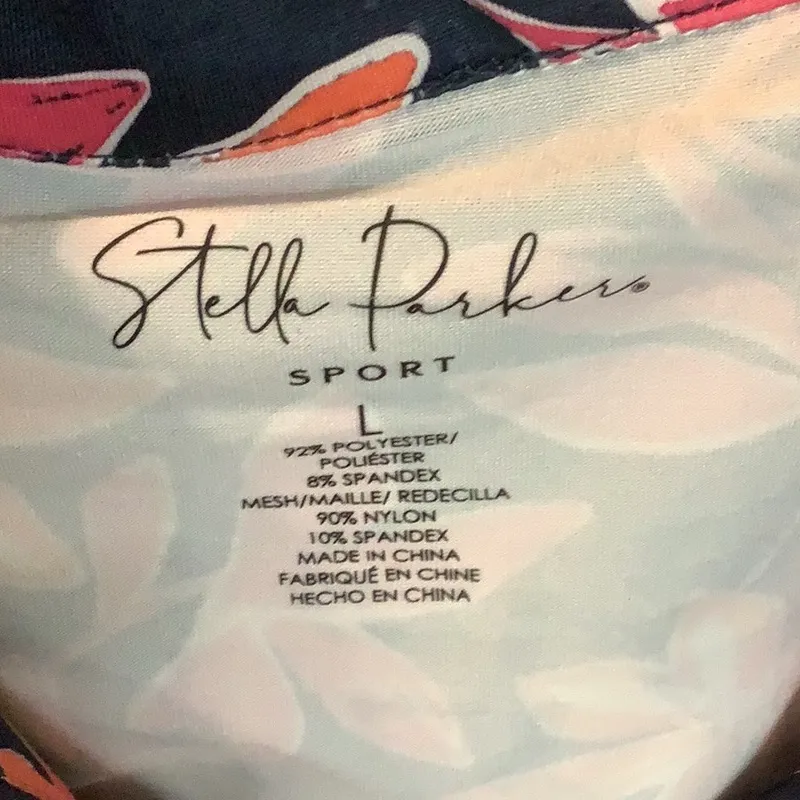 Stella Parker®
SPORT
L
92% POLYESTER/
POLIÉSTER
8% SPANDEX
MESH/MAILLE/ REDECILLA
90% NYLON
10% SPANDEX
MADE IN CHINA
FABRIQUÉ EN CHINE
HECHO EN CHINA